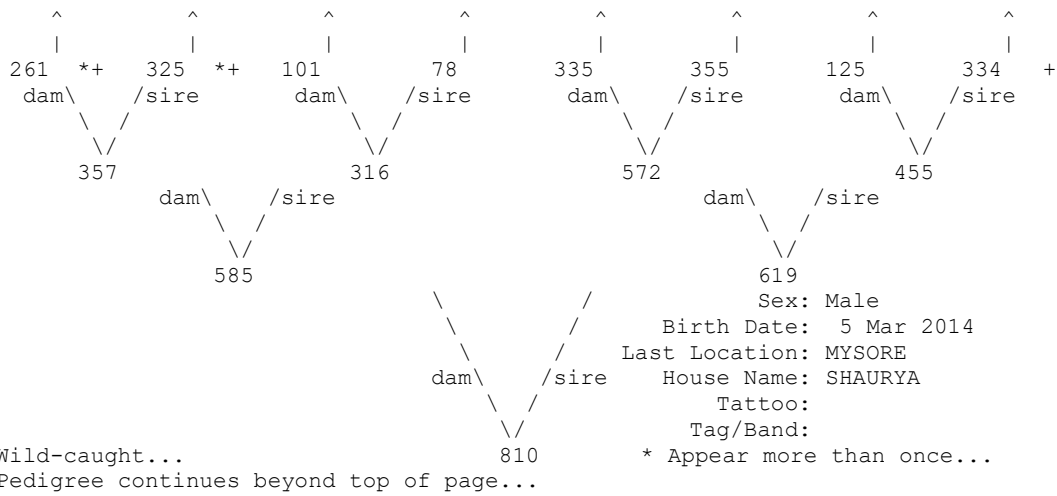 ^ ^ ^ ^ ^ ^ ^ ^
| | | | | | | |
261 *+ 325 *+ 101 78 335 355 125 334 +
dam\ /sire dam\ /sire dam\ /sire dam\ /sire
\ / \ / \ / \ /
\/ \/ \/ \/
357 316 572 455
dam\ /sire dam\ /sire
\ / \ /
\/ \/
585 619
\ / Sex: Male
\ / Birth Date: 5 Mar 2014
\ / Last Location: MYSORE
dam\ /sire House Name: SHAURYA
\ / Tattoo:
\/ Tag/Band:
Wild-caught... 810 * Appear more than once...
Pedigree continues beyond top of page...